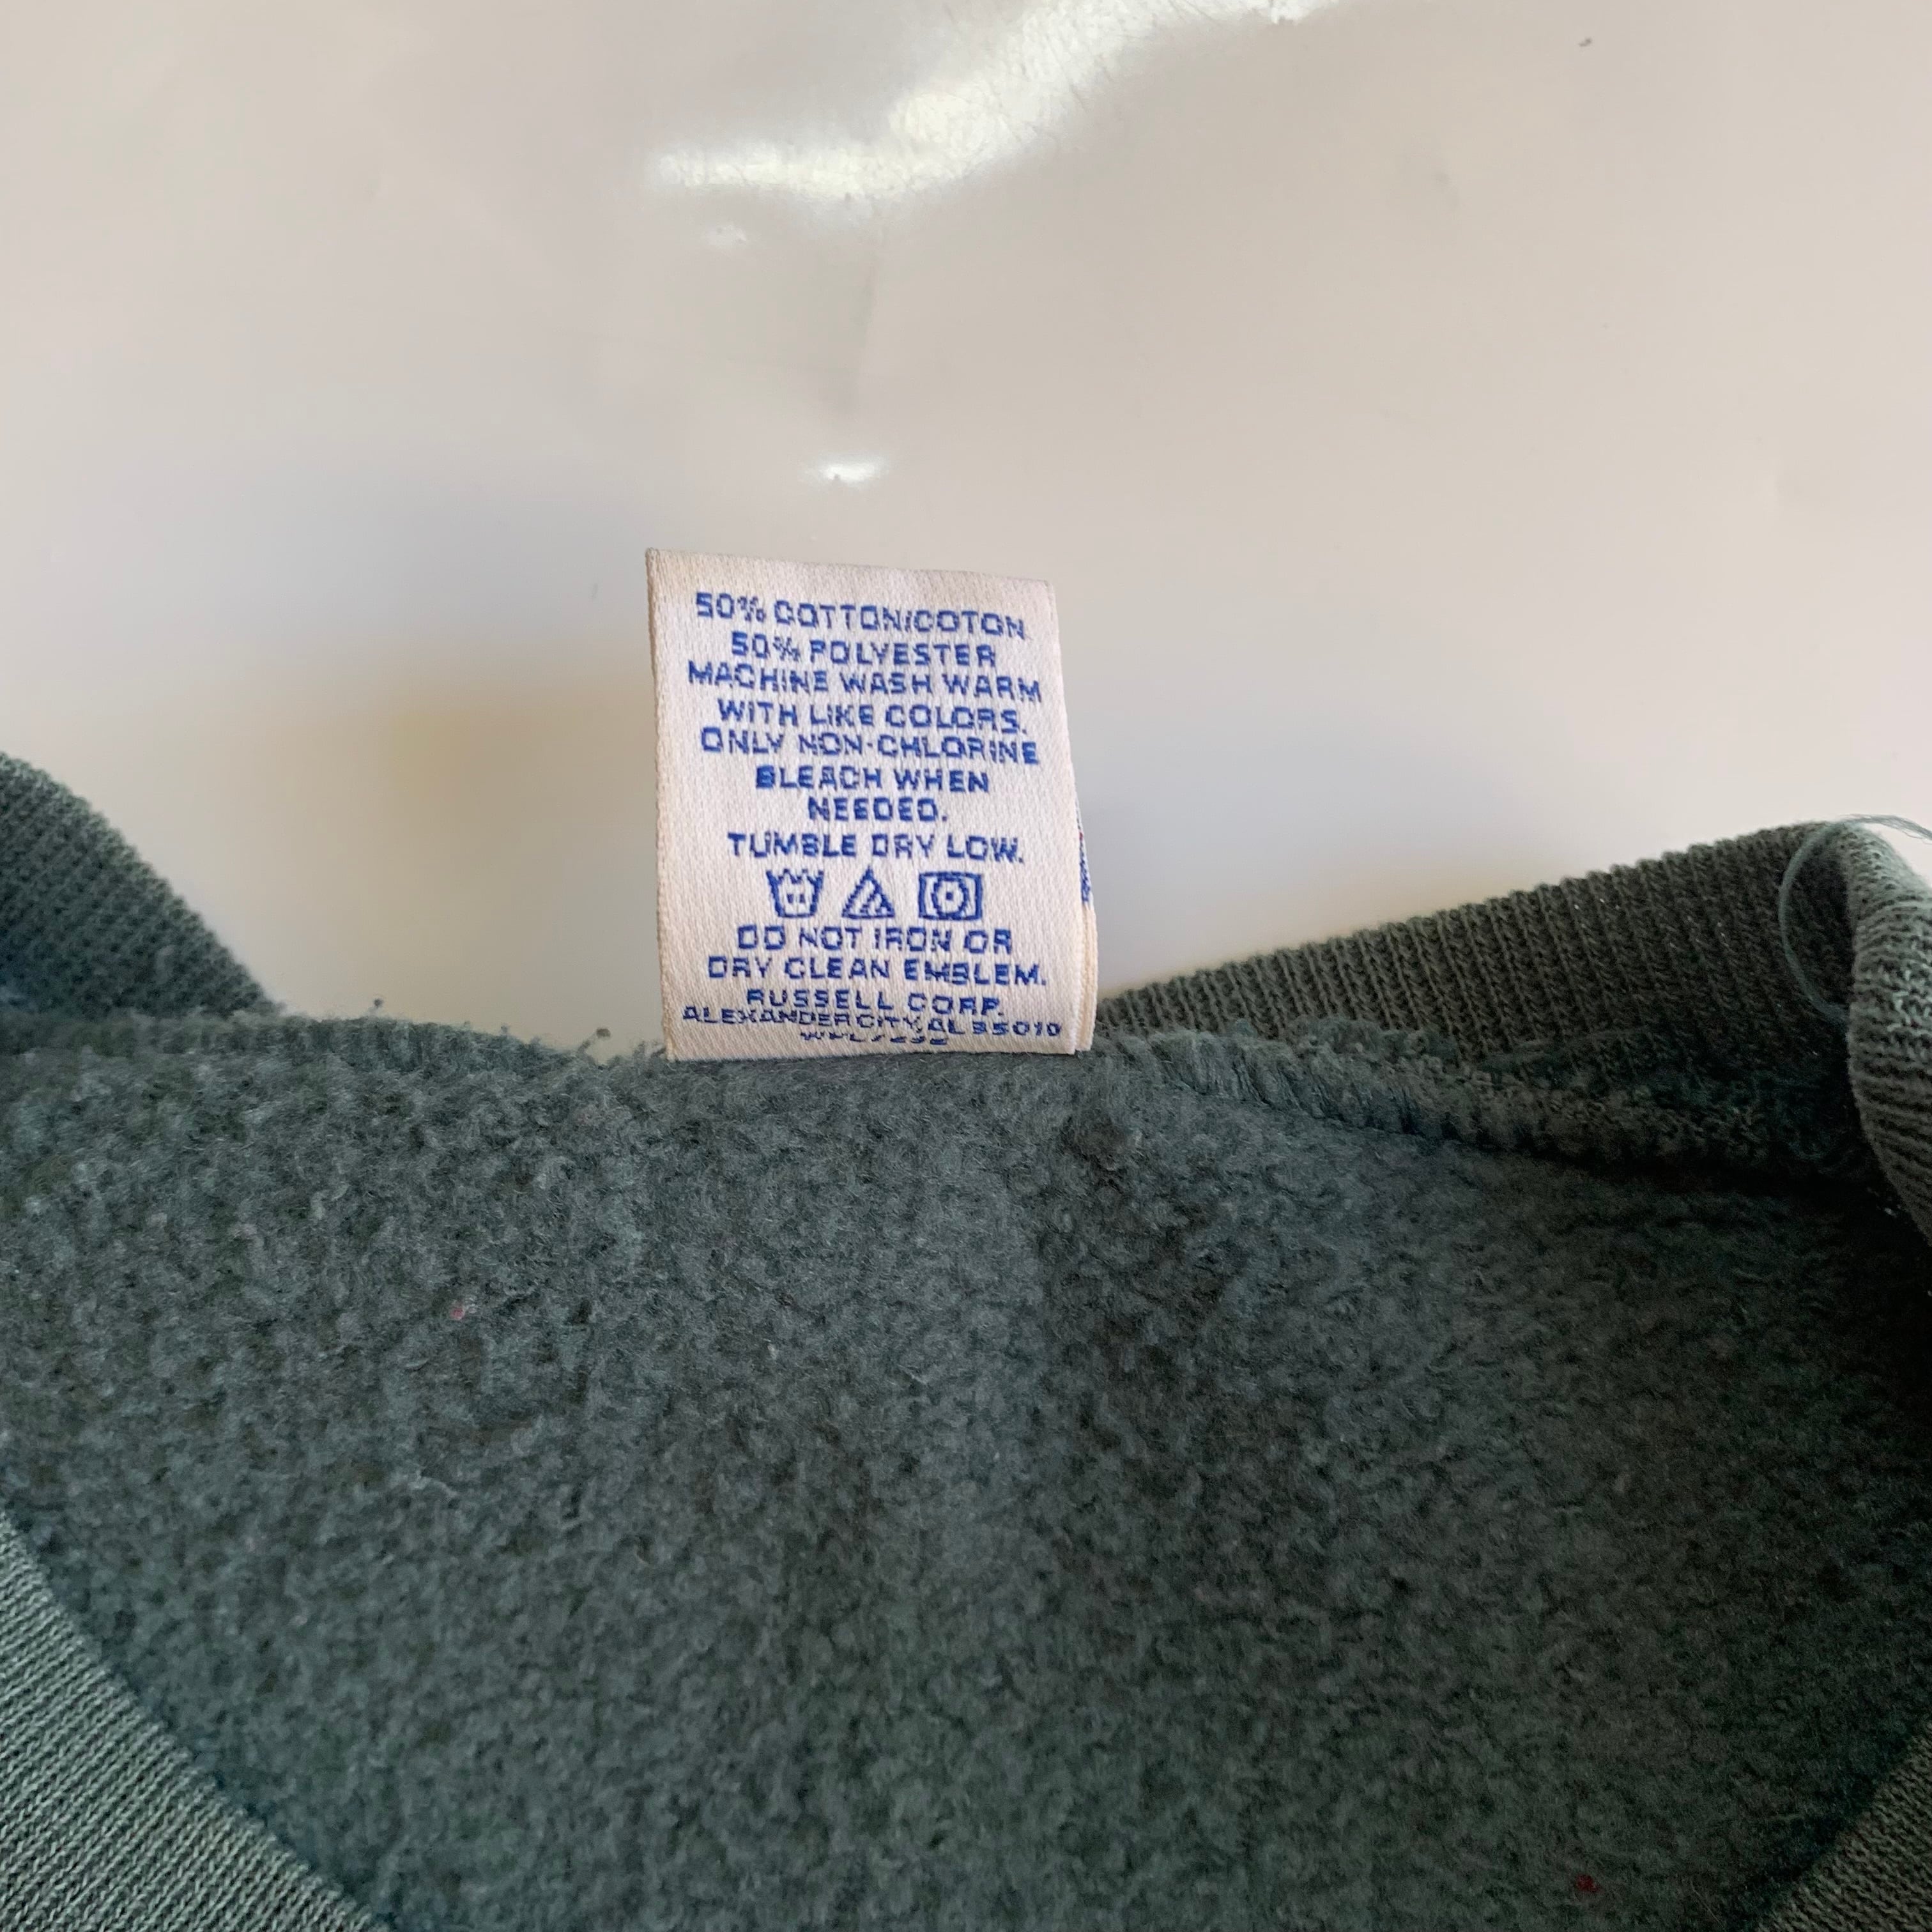 50% COTTON/COTON
50% POLYESTER
MACHINE WASH WARM
WITH LIKE COLORS.
ONLY NON-CHLORINE
BLEACH WHEN
NEEDED.
TUMBLE DRY LOW.
DO NOT IRON OR
DRY CLEAN EMBLEM.
RUSSELL CORP.
ALEXANDER CITY, AL 35010